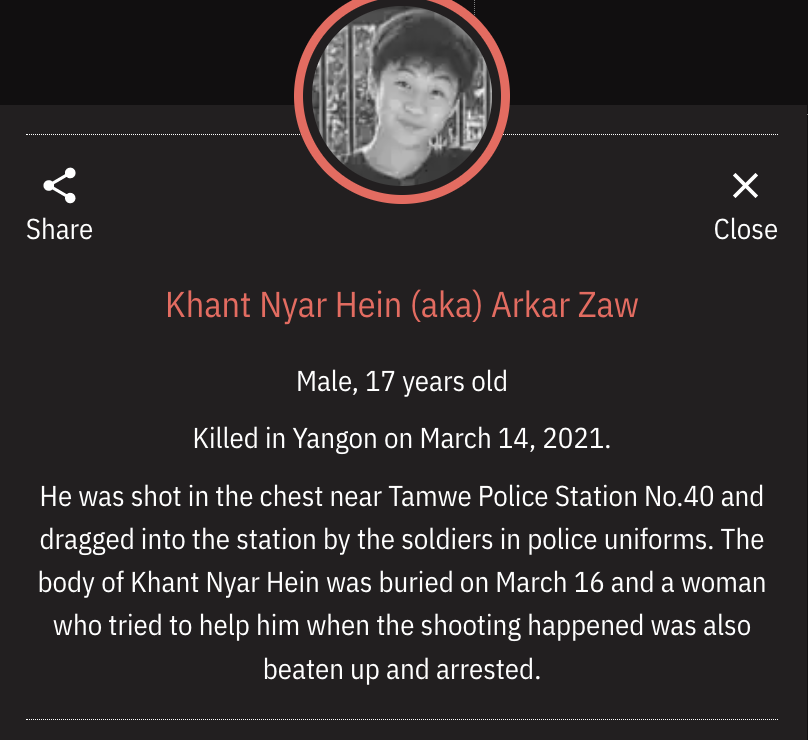 Share
Close
Khant Nyar Hein (aka) Arkar Zaw
Male, 17 years old
Killed in Yangon on March 14, 2021.
He was shot in the chest near Tamwe Police Station No.40 and
dragged into the station by the soldiers in police uniforms. The
body of Khant Nyar Hein was buried on March 16 and a woman
who tried to help him when the shooting happened was also
beaten up and arrested.